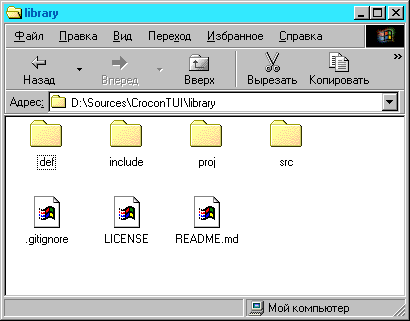 library
Файл Правка Вид Переход Избранное Справка
Назад Вперед Вверх Вырезать Копировать »
Адрес: D:\Sources\CroconTUI\library
def include proj src
.gitignore LICENSE README.md
Мой компьютер